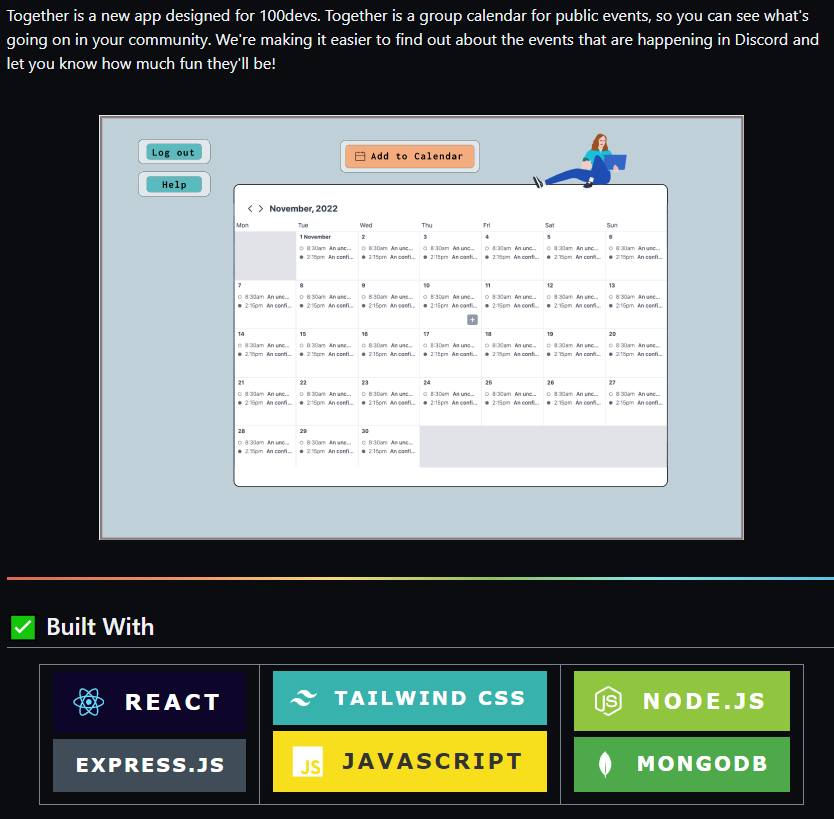 Together is a new app designed for 100devs. Together is a group calendar for public events, so you can see what's
going on in your community. We're making it easier to find out about the events that are happening in Discord and
let you know how much fun they'll be!
Log out
Add to Calendar
Help
November, 2022
Mon Tue Wed Thu Fri Sat Sun
1 November 2 3 4 5 6
8:30am An unc... 8:30am An unc... 8:30am An unc... 8:30am An unc... 8:30am An unc... 8:30am An unc...
2:15pm An confi... 2:15pm An confi... 2:15pm An confi... 2:15pm An confi... 2:15pm An confi... 2:15pm An confi...
7 8 9 10 11 12 13
8:30am An unc... 8:30am An unc... 8:30am An unc... 8:30am An unc... 8:30am An unc... 8:30am An unc... 8:30am An unc...
2:15pm An confi... 2:15pm An confi... 2:15pm An confi... 2:15pm An confi... 2:15pm An confi... 2:15pm An confi... 2:15pm An confi...
+
14 15 16 17 18 19 20
8:30am An unc... 8:30am An unc... 8:30am An unc... 8:30am An unc... 8:30am An unc... 8:30am An unc... 8:30am An unc...
2:15pm An confi... 2:15pm An confi... 2:15pm An confi... 2:15pm An confi... 2:15pm An confi... 2:15pm An confi... 2:15pm An confi...
21 22 23 24 25 26 27
8:30am An unc... 8:30am An unc... 8:30am An unc... 8:30am An unc... 8:30am An unc... 8:30am An unc... 8:30am An unc...
2:15pm An confi... 2:15pm An confi... 2:15pm An confi... 2:15pm An confi... 2:15pm An confi... 2:15pm An confi... 2:15pm An confi...
28 29 30
8:30am An unc... 8:30am An unc... 8:30am An unc...
2:15pm An confi... 2:15pm An confi... 2:15pm An confi...
Built With
REACT TAILWIND CSS JS NODE.JS
EXPRESS.JS JS JAVASCRIPT MONGODB